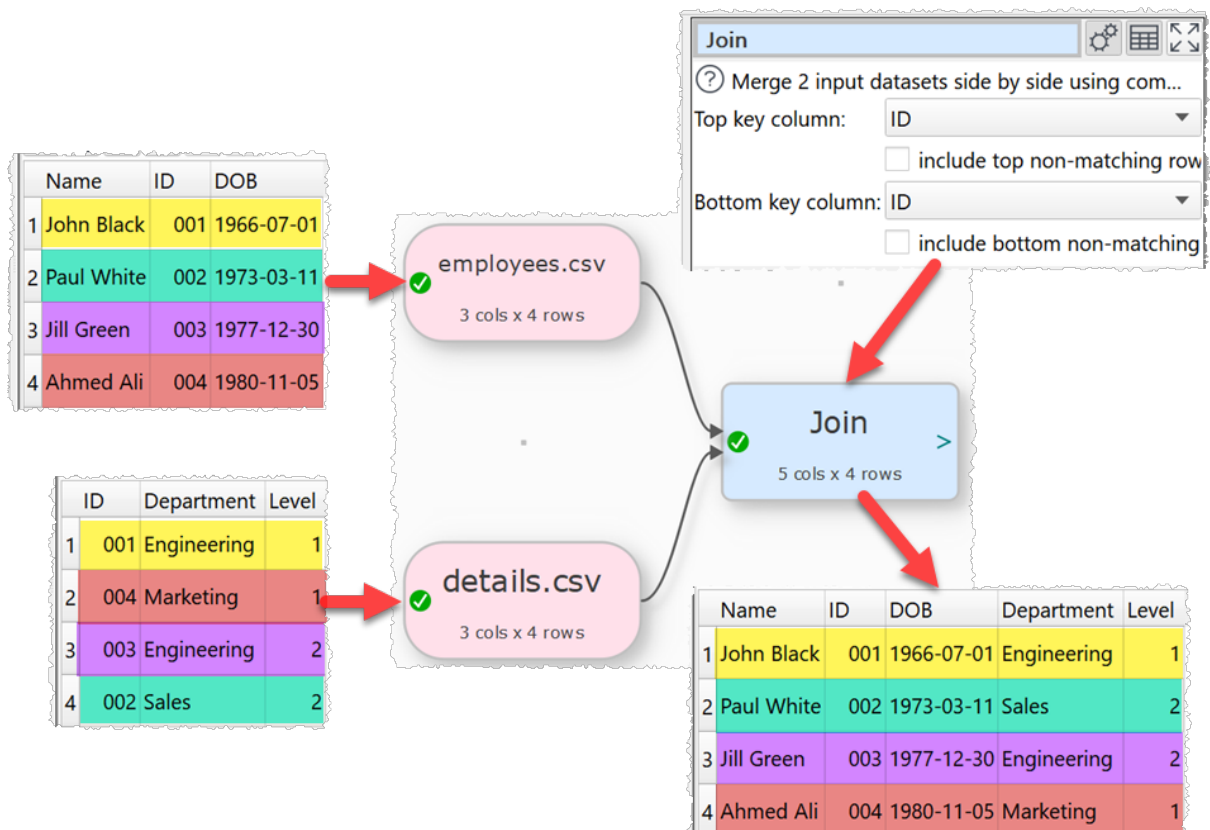 Join
? Merge 2 input datasets side by side using com...
Top key column: ID
include top non-matching row
Bottom key column: ID
include bottom non-matching
Name ID DOB
1 John Black 001 1966-07-01
2 Paul White 002 1973-03-11
3 Jill Green 003 1977-12-30
4 Ahmed Ali 004 1980-11-05
employees.csv
3 cols x 4 rows
Join
5 cols x 4 rows
>
ID Department Level
1 001 Engineering 1
2 004 Marketing 1
3 003 Engineering 2
4 002 Sales 2
details.csv
3 cols x 4 rows
Name ID DOB Department Level
1 John Black 001 1966-07-01 Engineering 1
2 Paul White 002 1973-03-11 Sales 2
3 Jill Green 003 1977-12-30 Engineering 2
4 Ahmed Ali 004 1980-11-05 Marketing 1